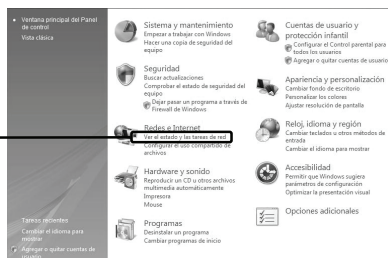 Ventana principal del Panel
de control
Vista clásica
Tareas recientes
Cambiar el idioma para
mostrar
Agregar o quitar cuentas de
usuario
Sistema y mantenimiento
Empezar a trabajar con Windows
Hacer una copia de seguridad del
equipo
Seguridad
Buscar actualizaciones
Comprobar el estado de seguridad del
equipo
Dejar pasar un programa a través de
Firewall de Windows
Redes e Internet
Ver el estado y las tareas de red
Configurar el uso compartido de
archivos
Hardware y sonido
Reproducir un CD u otros archivos
multimedia automáticamente
Impresora
Mouse
Programas
Desinstalar un programa
Cambiar programas de inicio
Cuentas de usuario y
protección infantil
Configurar el Control parental para
todos los usuarios
Agregar o quitar cuentas de usuario
Apariencia y personalización
Cambiar fondo de escritorio
Personalizar los colores
Ajustar resolución de pantalla
Reloj, idioma y región
Cambiar teclados u otros métodos de
entrada
Cambiar el idioma para mostrar
Accesibilidad
Permitir que Windows sugiera
parámetros de configuración
Optimizar la presentación visual
Opciones adicionales